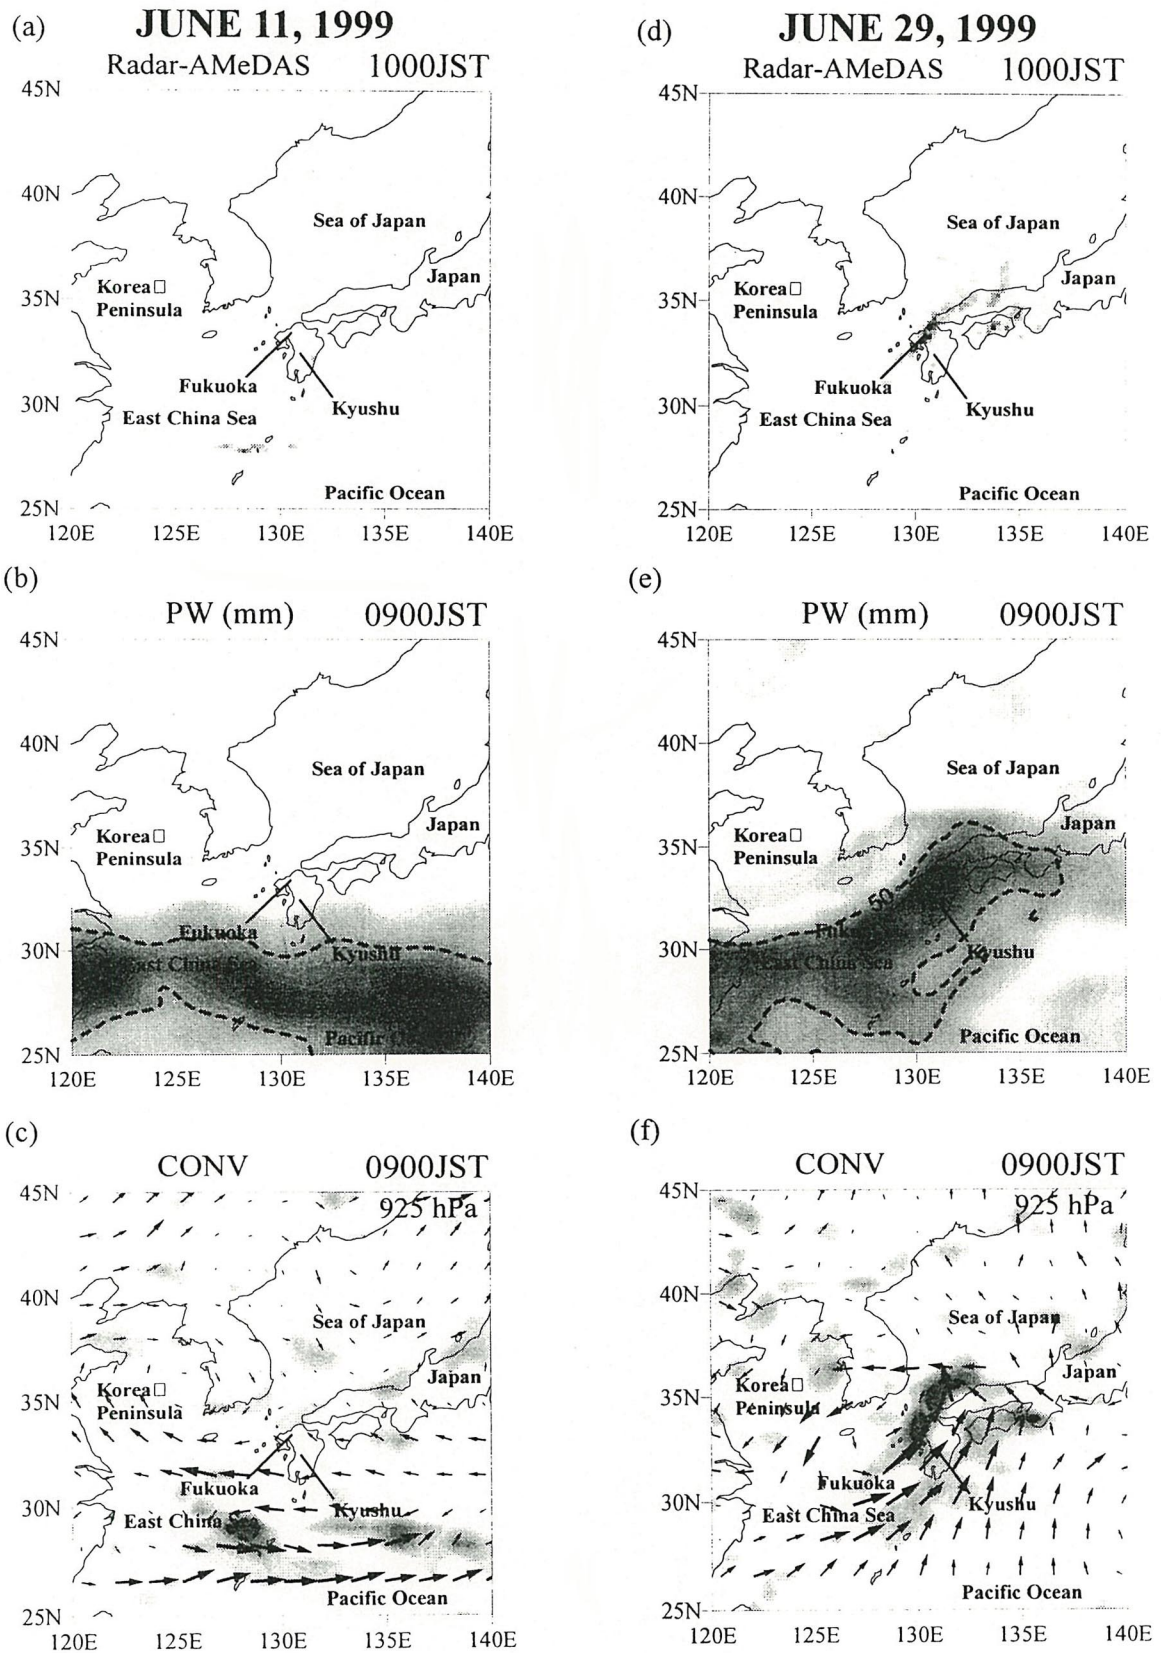 (a)
JUNE 11, 1999
Radar-AMeDAS 1000JST
45N
40N
Sea of Japan
Japan
Korea□
Peninsula
35N
Fukuoka
Kyushu
30N
East China Sea
Pacific Ocean
25N
120E 125E 130E 135E 140E
(d)
JUNE 29, 1999
Radar-AMeDAS 1000JST
45N
40N
Sea of Japan
Japan
Korea□
Peninsula
35N
Fukuoka
Kyushu
30N
East China Sea
Pacific Ocean
25N
120E 125E 130E 135E 140E
(b)
PW (mm) 0900JST
45N
40N
Sea of Japan
Japan
Korea□
Peninsula
35N
Fukuoka
30N
Kyushu
East China Sea
Pacific
25N
120E 125E 130E 135E 140E
(e)
PW (mm) 0900JST
45N
40N
Sea of Japan
Japan
Korea□
Peninsula
35N
50
30N
Kyushu
East China Sea
Pacific Ocean
25N
120E 125E 130E 135E 140E
(c)
CONV 0900JST
45N
925 hPa
40N
Sea of Japan
Japan
Korea□
Peninsula
35N
Fukuoka
Kyushu
30N
East China
Pacific Ocean
25N
120E 125E 130E 135E 140E
(f)
CONV 0900JST
45N
925 hPa
40N
Sea of Japan
Japan
Korea□
Peninsula
35N
Fukuoka
Kyushu
30N
East China Sea
Pacific Ocean
25N
120E 125E 130E 135E 140E